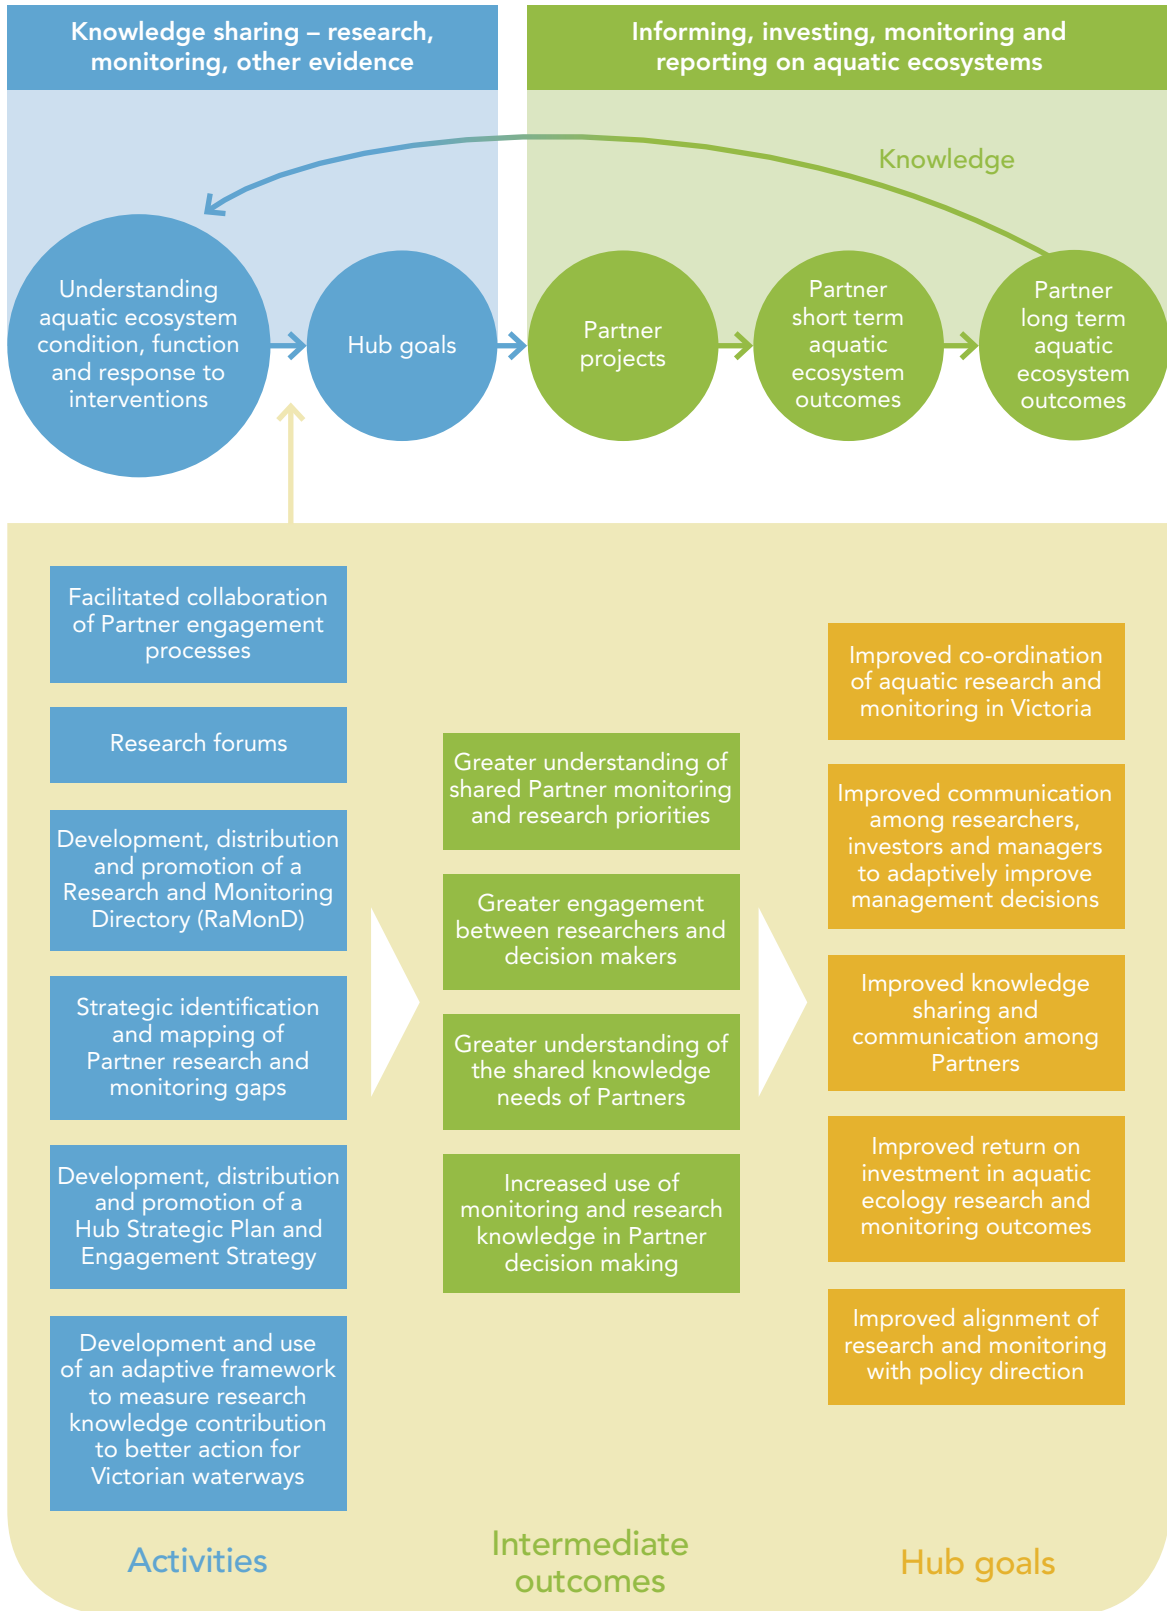 Knowledge sharing – research,
monitoring, other evidence
Informing, investing, monitoring and
reporting on aquatic ecosystems
Knowledge
Understanding
aquatic ecosystem
condition, function
and response to
interventions
Hub goals
Partner
projects
Partner
short term
aquatic
ecosystem
outcomes
Partner
long term
aquatic
ecosystem
outcomes
Facilitated collaboration
of Partner engagement
processes
Research forums
Development, distribution
and promotion of a
Research and Monitoring
Directory (RaMonD)
Strategic identification
and mapping of
Partner research and
monitoring gaps
Development, distribution
and promotion of a
Hub Strategic Plan and
Engagement Strategy
Development and use
of an adaptive framework
to measure research
knowledge contribution
to better action for
Victorian waterways
Activities
Greater understanding of
shared Partner monitoring
and research priorities
Greater engagement
between researchers and
decision makers
Greater understanding of
the shared knowledge
needs of Partners
Increased use of
monitoring and research
knowledge in Partner
decision making
Intermediate
outcomes
Improved co-ordination
of aquatic research and
monitoring in Victoria
Improved communication
among researchers,
investors and managers
to adaptively improve
management decisions
Improved knowledge
sharing and
communication among
Partners
Improved return on
investment in aquatic
ecology research and
monitoring outcomes
Improved alignment of
research and monitoring
with policy direction
Hub goals